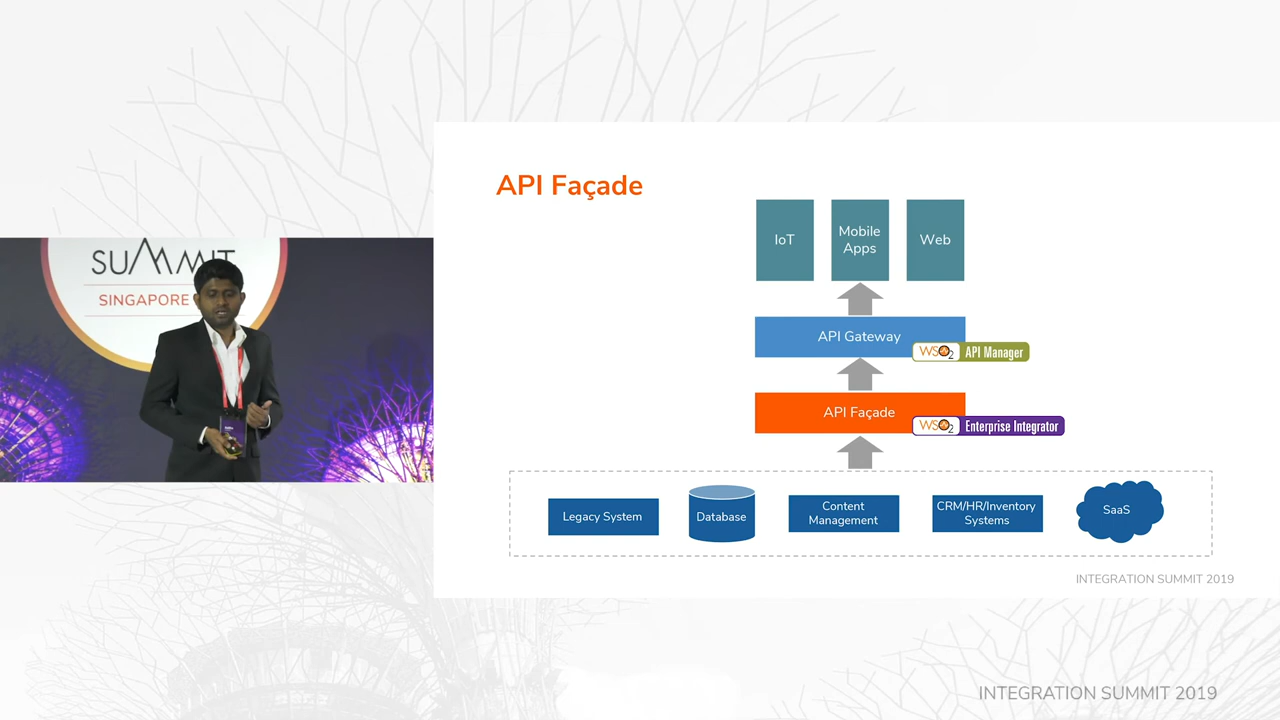 SUMMIT
SINGAPORE
API Façade
IoT
Mobile
Apps
Web
API Gateway
WSO2 API Manager
API Façade
WSO2 Enterprise Integrator
Legacy System
Database
Content
Management
CRM/HR/Inventory
Systems
SaaS
INTEGRATION SUMMIT 2019
INTEGRATION SUMMIT 2019